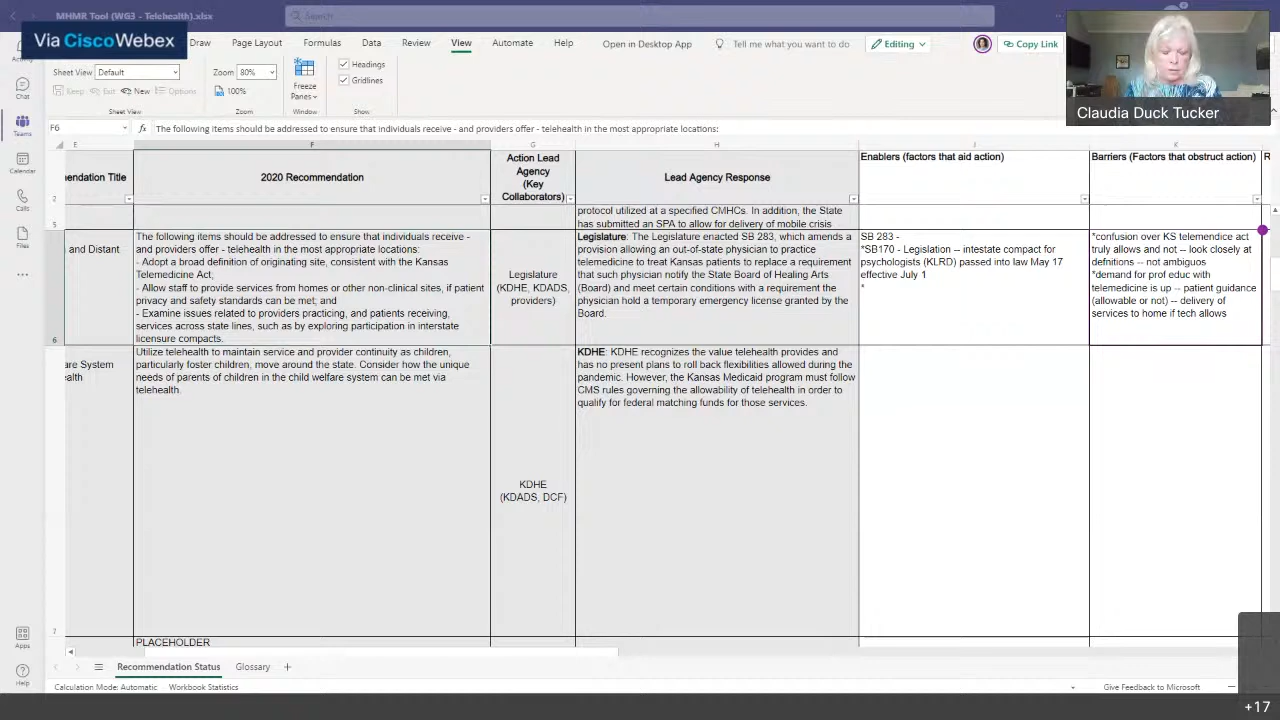 MHMR Tool (WG3 - Telehealth).xlsx
Search
Via Cisco Webex
Draw
Page Layout
Formulas
Data
Review
View
Automate
Help
Open in Desktop App
Tell me what you want to do
Editing
Copy Link
Sheet View
Default
Keep
Exit
New
Options
Sheet View
Zoom
80%
100%
Zoom
Freeze
Panes
Window
Headings
Gridlines
Show
Claudia Duck Tucker
Chat
Teams
Calendar
Calls
Files
Apps
Help
F6
fx
The following items should be addressed to ensure that individuals receive - and providers offer - telehealth in the most appropriate locations:
E
F
G
H
K
2
endation Title
2020 Recommendation
Action Lead
Agency
(Key
Collaborators)
Lead Agency Response
Enablers (factors that aid action)
Barriers (Factors that obstruct action)
R
5
protocol utilized at a specified CMHCs. In addition, the State
has submitted an SPA to allow for delivery of mobile crisis
6
and Distant
The following items should be addressed to ensure that individuals receive -
and providers offer - telehealth in the most appropriate locations:
- Adopt a broad definition of originating site, consistent with the Kansas
Telemedicine Act;
- Allow staff to provide services from homes or other non-clinical sites, if patient
privacy and safety standards can be met; and
- Examine issues related to providers practicing, and patients receiving,
services across state lines, such as by exploring participation in interstate
licensure compacts.
Legislature
(KDHE, KDADS,
providers)
Legislature: The Legislature enacted SB 283, which amends a
provision allowing an out-of-state physician to practice
telemedicine to treat Kansas patients to replace a requirement
that such physician notify the State Board of Healing Arts
(Board) and meet certain conditions with a requirement the
physician hold a temporary emergency license granted by the
Board.
SB 283 -
*SB170 - Legislation -- intestate compact for
psychologists (KLRD) passed into law May 17
effective July 1
*
*confusion over KS telemendice act
truly allows and not -- look closely at
defnitions -- not ambiguos
*demand for prof educ with
telemedicine is up -- patient guidance
(allowable or not) -- delivery of
services to home if tech allows
7
are System
ealth
Utilize telehealth to maintain service and provider continuity as children,
particularly foster children, move around the state. Consider how the unique
needs of parents of children in the child welfare system can be met via
telehealth.
KDHE
(KDADS, DCF)
KDHE: KDHE recognizes the value telehealth provides and
has no present plans to roll back flexibilities allowed during the
pandemic. However, the Kansas Medicaid program must follow
CMS rules governing the allowability of telehealth in order to
qualify for federal matching funds for those services.
PLACEHOLDER
Recommendation Status
Glossary
Calculation Mode: Automatic
Workbook Statistics
Give Feedback to Microsoft
+17